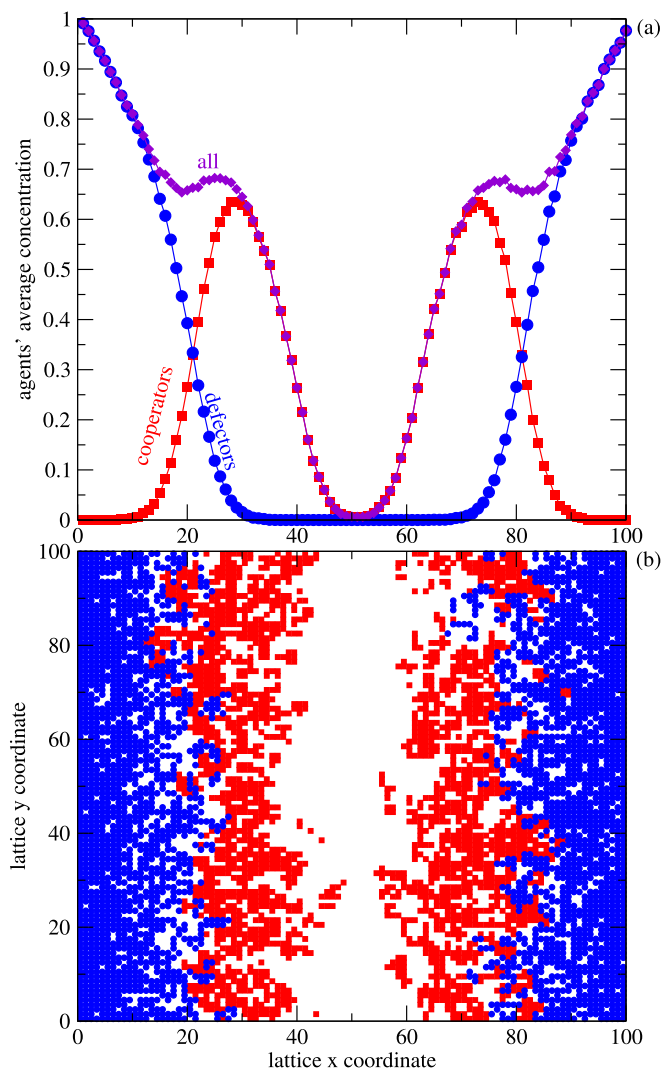 (a)
1
0.9
0.8
0.7
0.6
0.5
0.4
0.3
0.2
0.1
0
agents' average concentration
all
cooperators
defectors
0 20 40 60 80 100
(b)
100
80
60
40
20
0
lattice y coordinate
0 20 40 60 80 100
lattice x coordinate